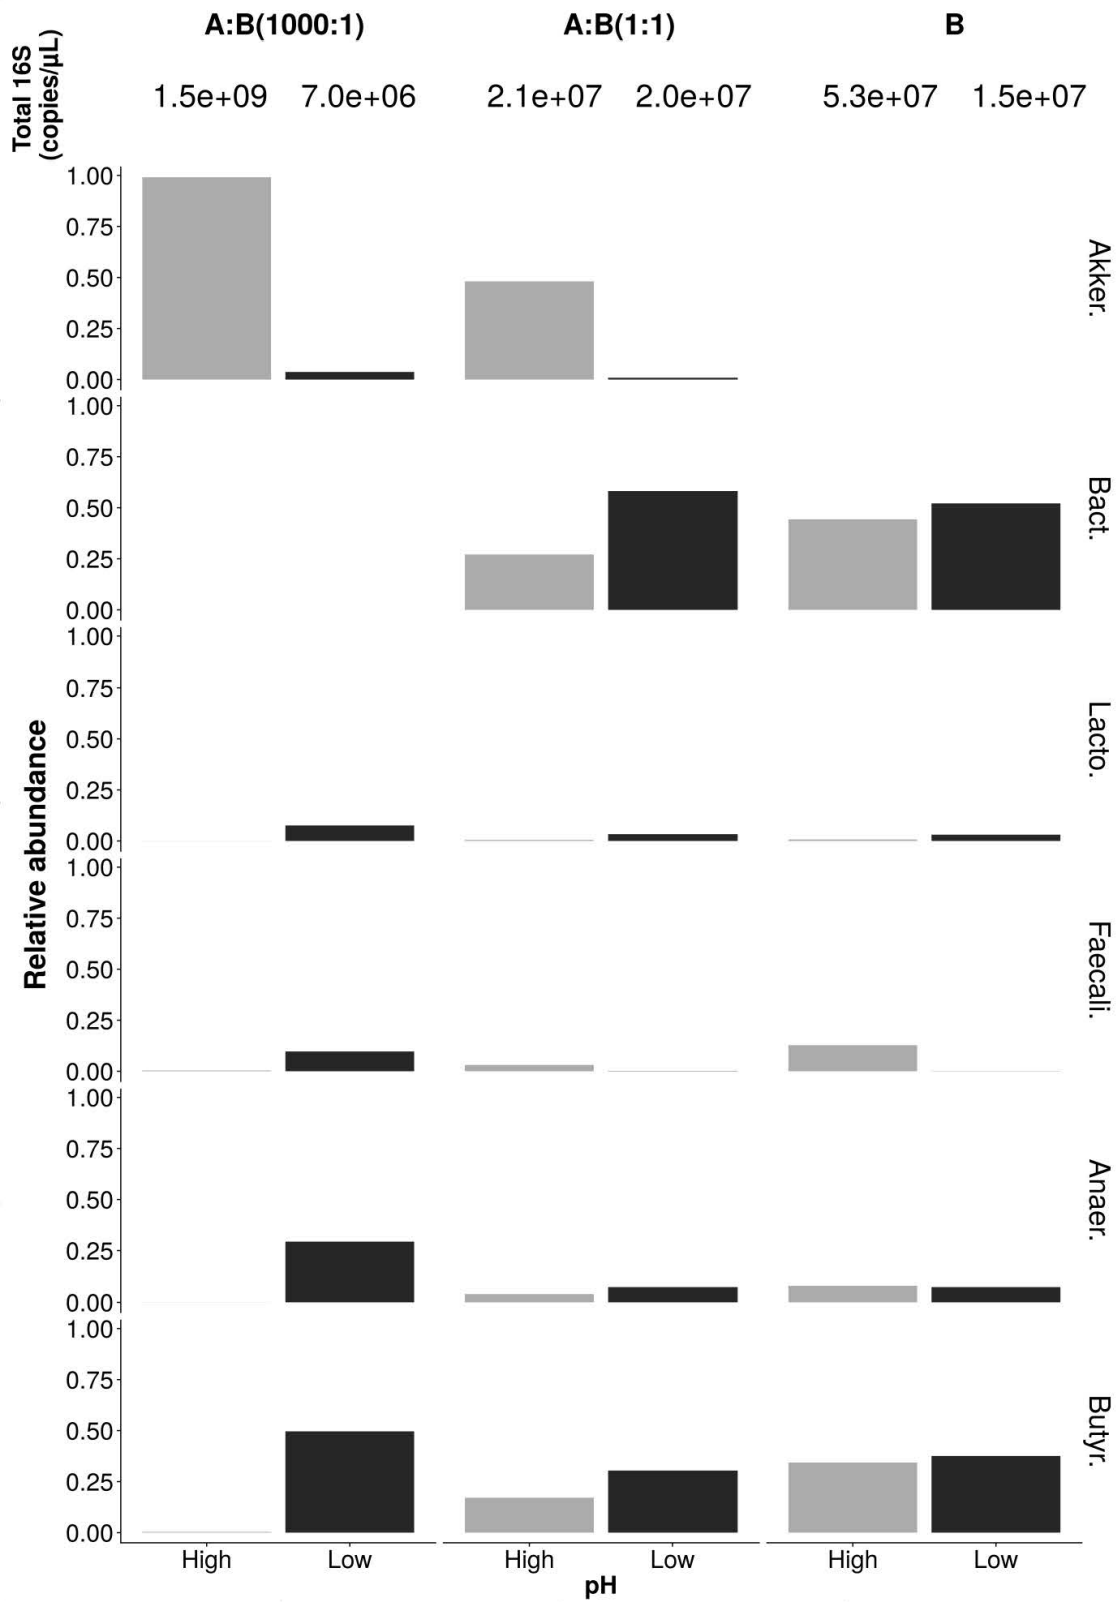 A:B(1000:1) A:B(1:1) B
Total 16S
(copies/µL)
1.5e+09 7.0e+06 2.1e+07 2.0e+07 5.3e+07 1.5e+07
1.00
0.75
0.50
0.25
0.00
Akker.
1.00
0.75
0.50
0.25
0.00
Bact.
1.00
0.75
0.50
0.25
0.00
Lacto.
Relative abundance
1.00
0.75
0.50
0.25
0.00
Faecali.
1.00
0.75
0.50
0.25
0.00
Anaer.
1.00
0.75
0.50
0.25
0.00
Butyr.
High Low High Low High Low
pH